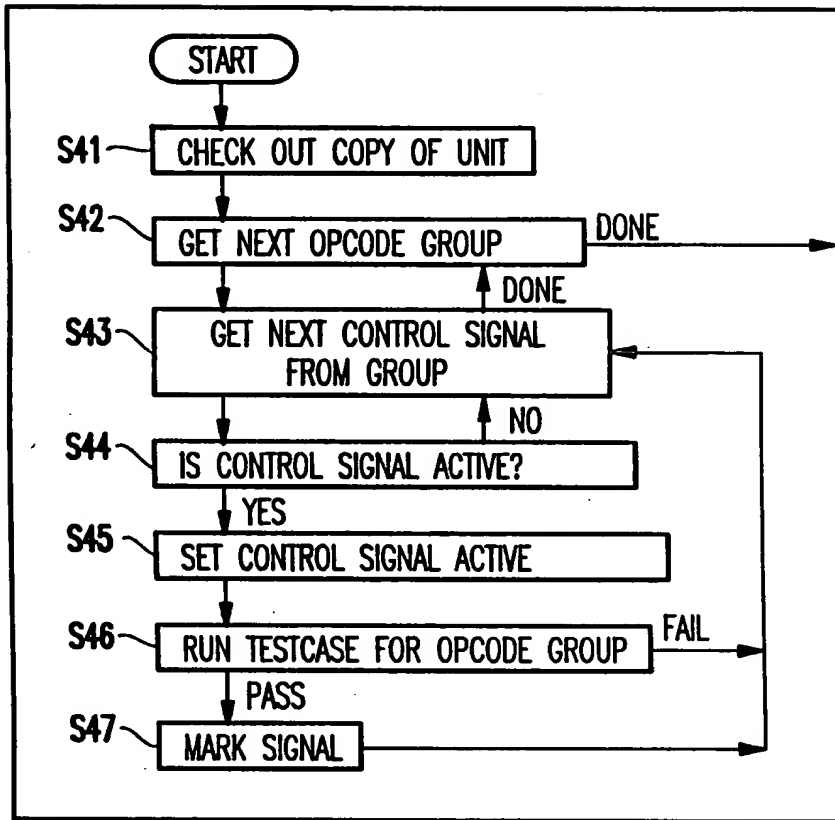 START
S41 CHECK OUT COPY OF UNIT
S42 GET NEXT OPCODE GROUP DONE
DONE
S43 GET NEXT CONTROL SIGNAL
FROM GROUP
NO
S44 IS CONTROL SIGNAL ACTIVE?
YES
S45 SET CONTROL SIGNAL ACTIVE
S46 RUN TESTCASE FOR OPCODE GROUP FAIL
PASS
S47 MARK SIGNAL